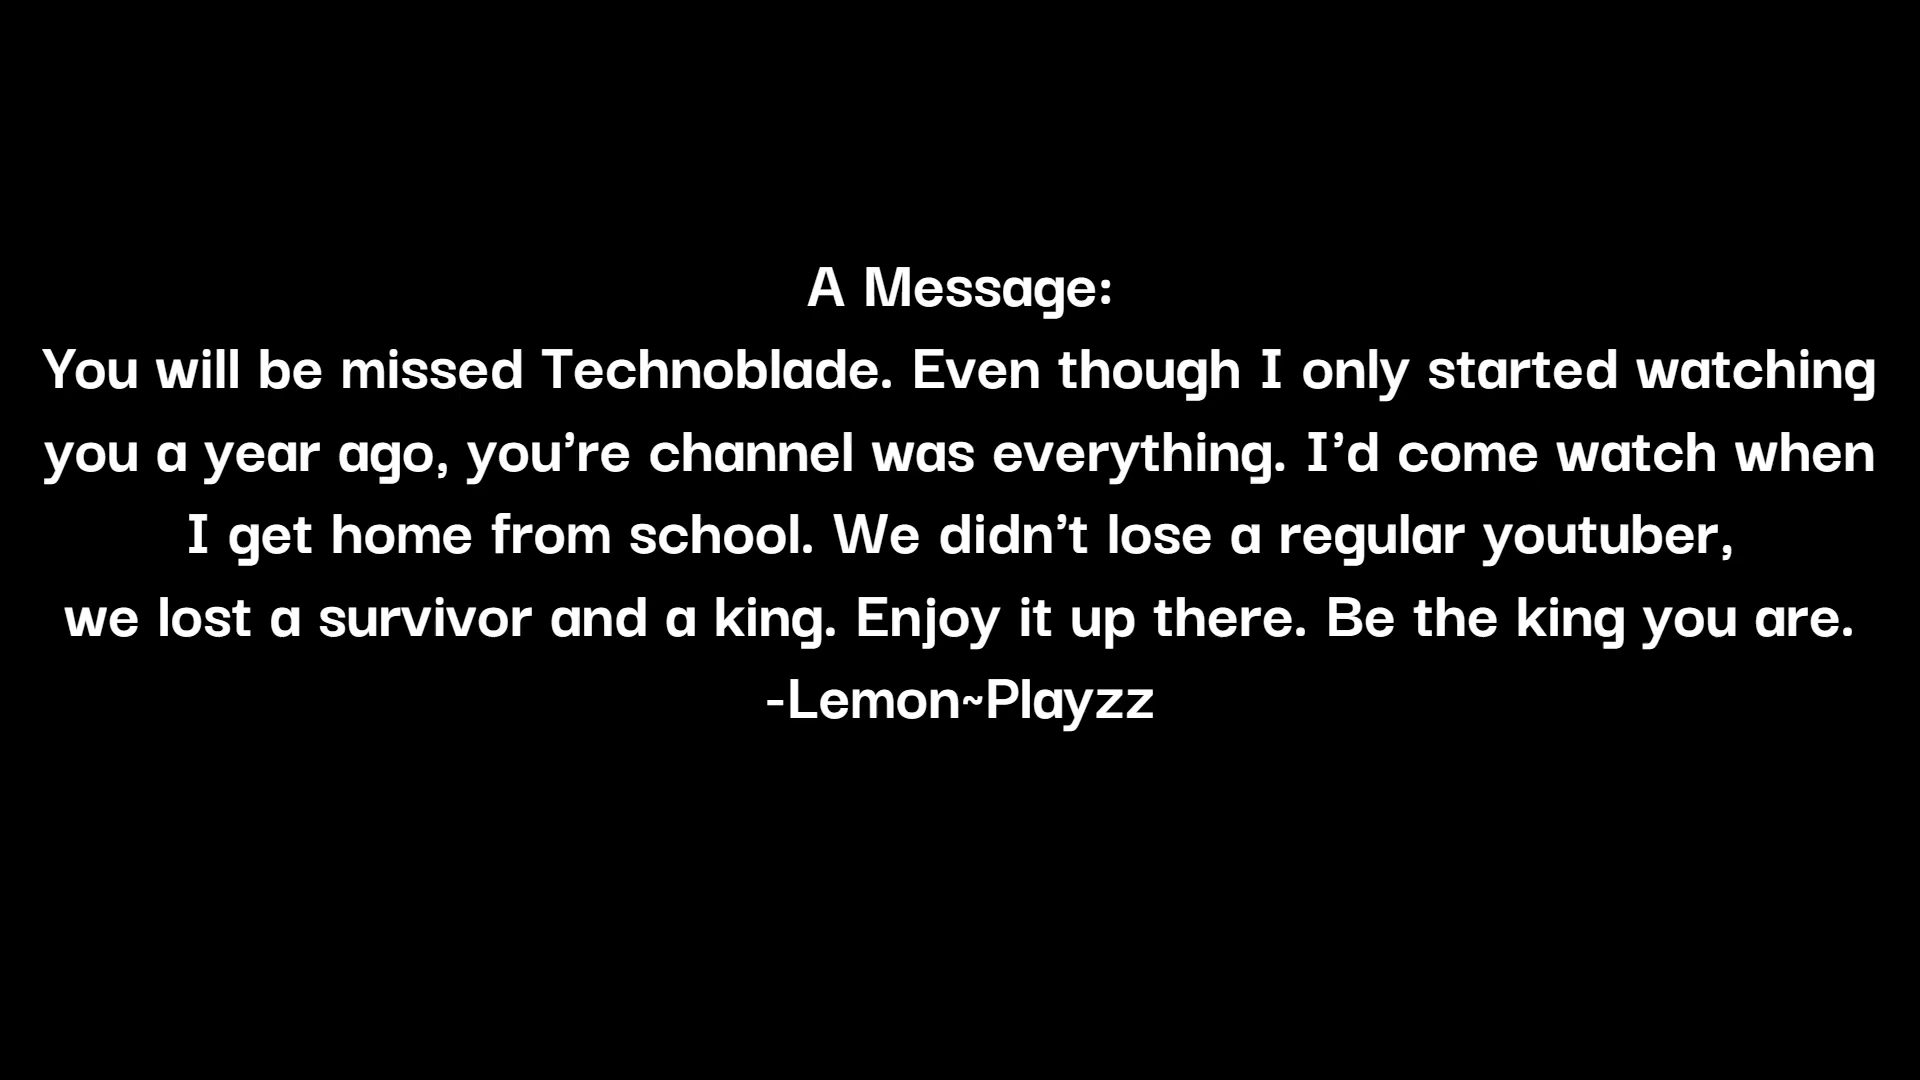 A Message:
You will be missed Technoblade. Even though I only started watching
you a year ago, you're channel was everything. I'd come watch when
I get home from school. We didn't lose a regular youtuber,
we lost a survivor and a king. Enjoy it up there. Be the king you are.
-Lemon~Playzz